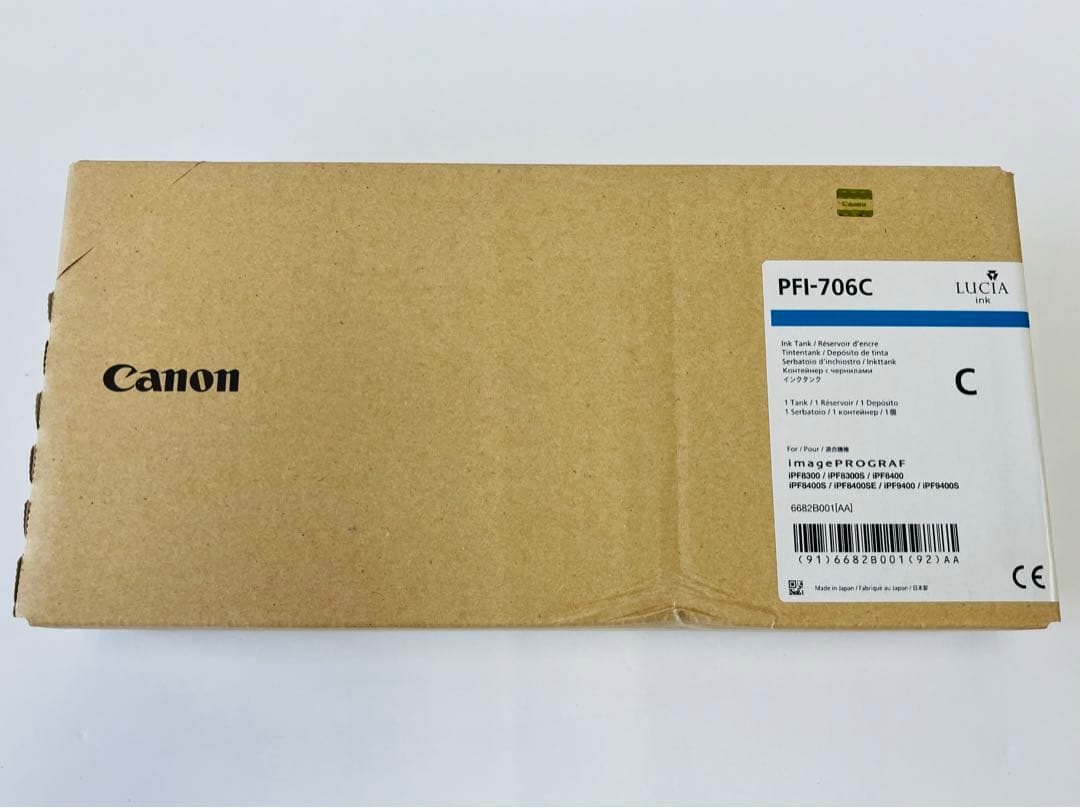 Canon
Canon
PFI-706C
LUCIA
ink
Ink Tank / Réservoir d'encre
Tintentank / Depósito de tinta
Serbatoio d'inchiostro / Inkttank
Контейнер с чернилами
インクタンク
C
1 Tank / 1 Réservoir / 1 Depósito
1 Serbatoio / 1 контейнер / 1個
For / Pour / 適合機種
imagePROGRAF
iPF8300 / iPF8300S / iPF8400
iPF8400S / iPF8400SE / iPF9400 / iPF9400S
6682B001[AA]
(91)6682B001(92)AA
Made in Japan / Fabriqué au Japon / 日本製
CE